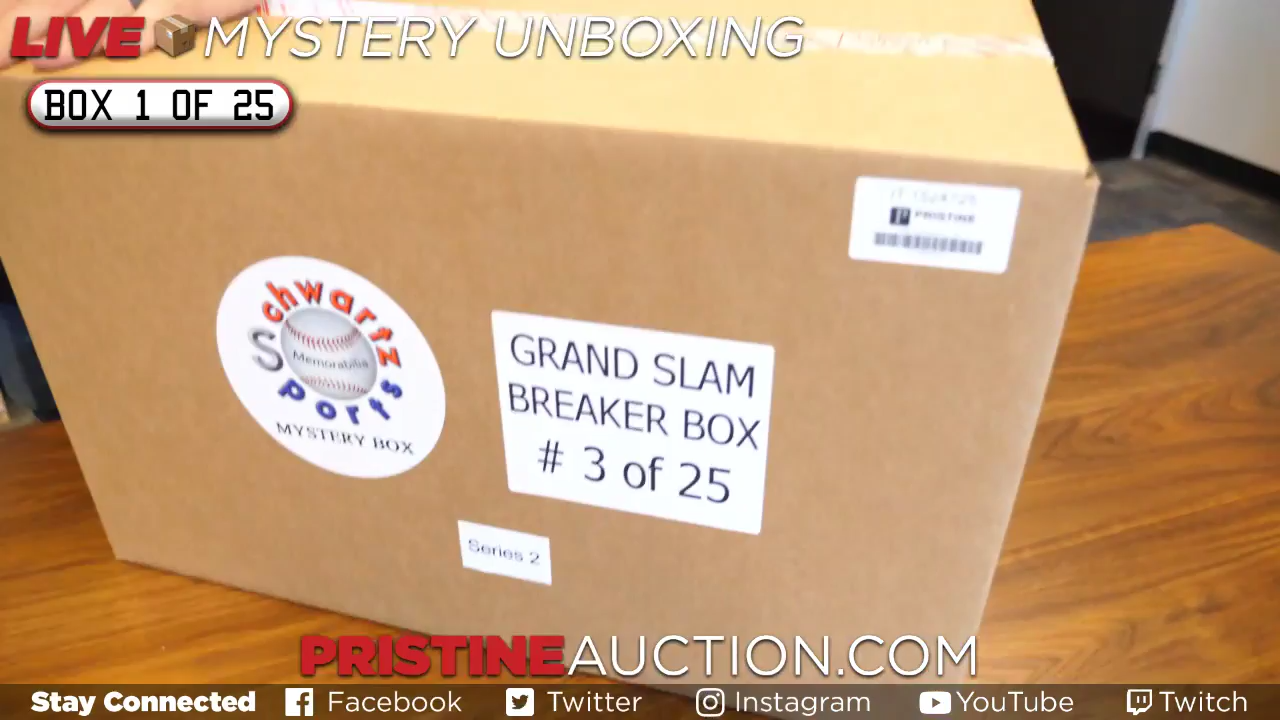 LIVE MYSTERY UNBOXING
BOX 1 OF 25
PRISTINE
Schwartz
Sports
Memorabilia
MYSTERY BOX
GRAND SLAM
BREAKER BOX
# 3 of 25
Series 2
PRISTINEAUCTION.COM
Stay Connected Facebook Twitter Instagram YouTube Twitch